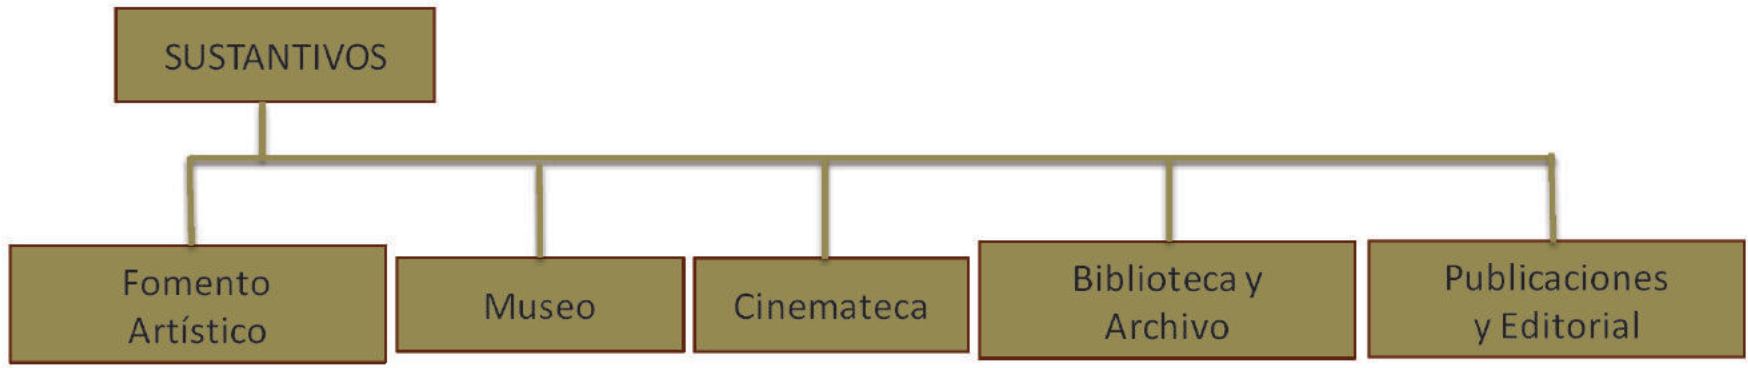 SUSTANTIVOS
Fomento
Artístico
Museo
Cinemateca
Biblioteca y
Archivo
Publicaciones
y Editorial